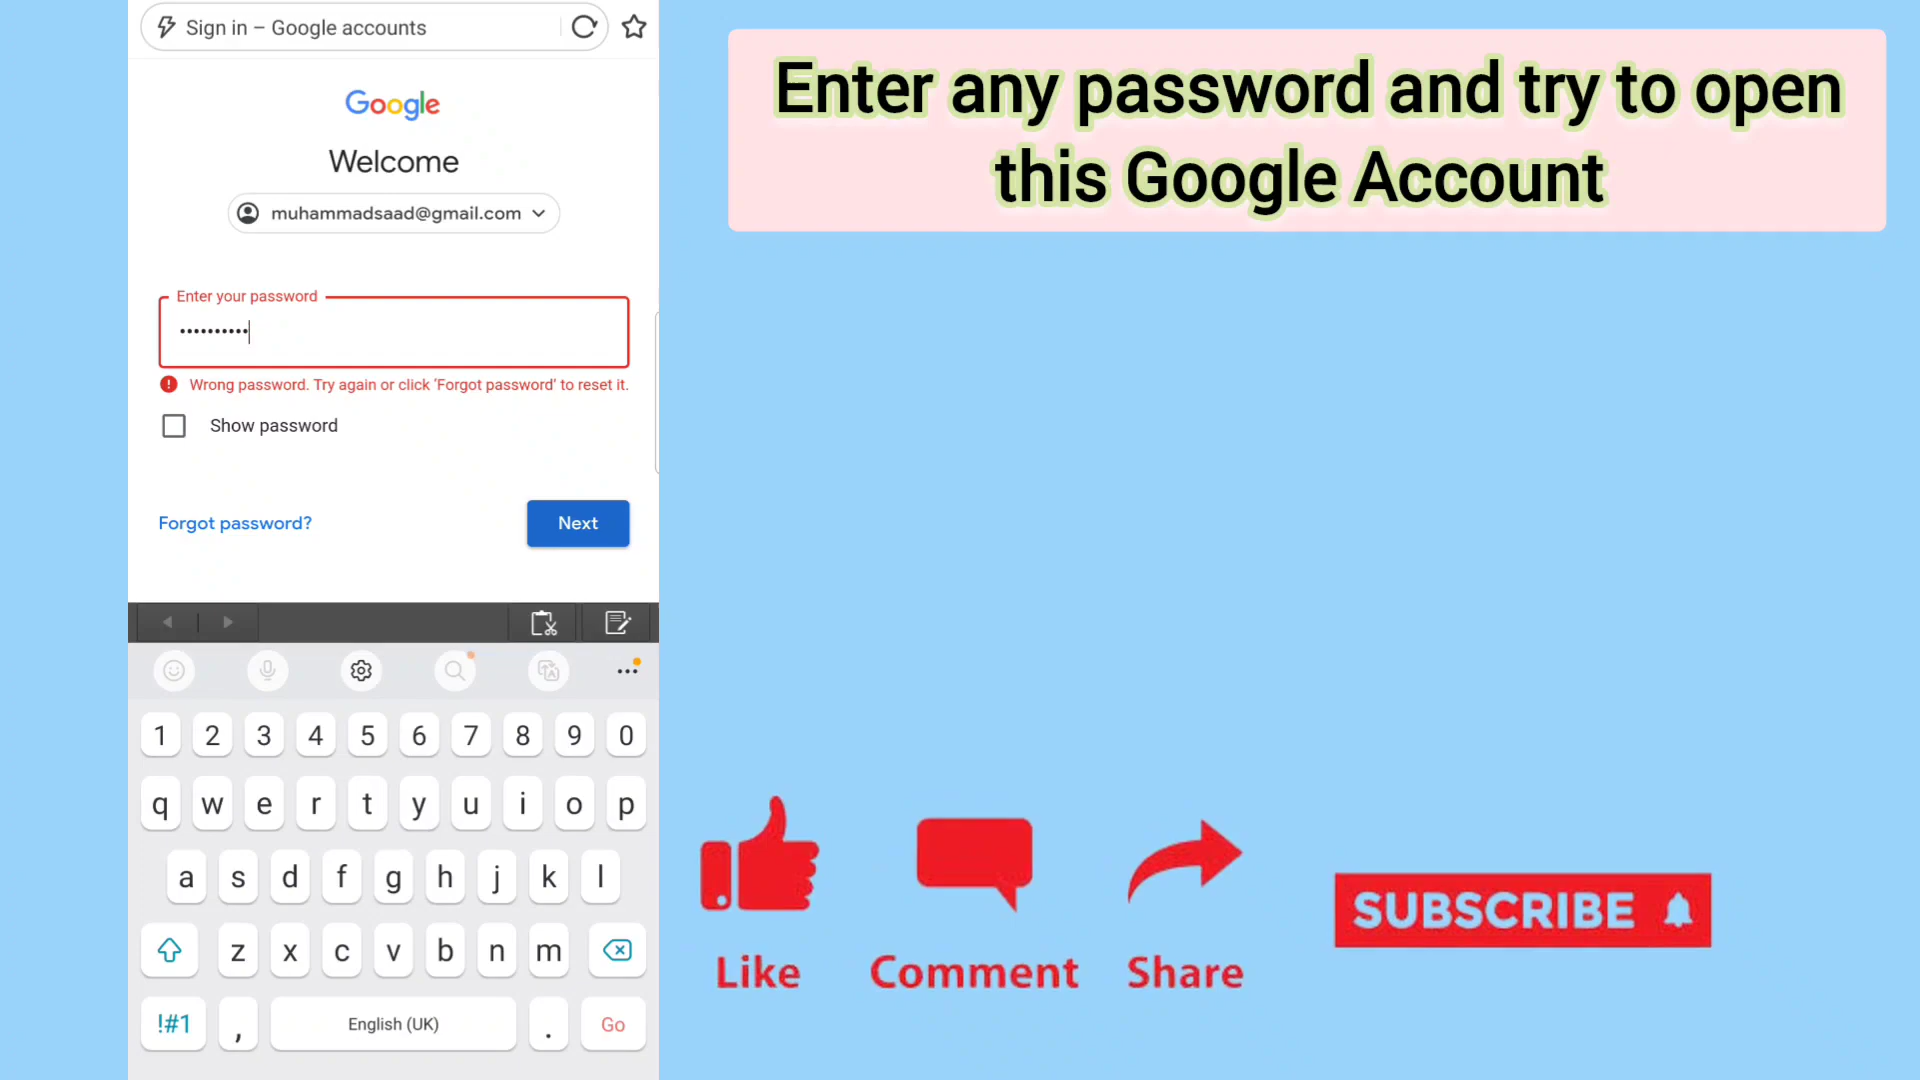 Sign in – Google accounts
Google
Welcome
muhammadsaad@gmail.com
Enter your password
••••••••••
Wrong password. Try again or click 'Forgot password' to reset it.
Show password
Forgot password?
Next
1 2 3 4 5 6 7 8 9 0
q w e r t y u i o p
a s d f g h j k l
z x c v b n m
!#1 , English (UK) . Go
Enter any password and try to open
this Google Account
Like Comment Share
SUBSCRIBE